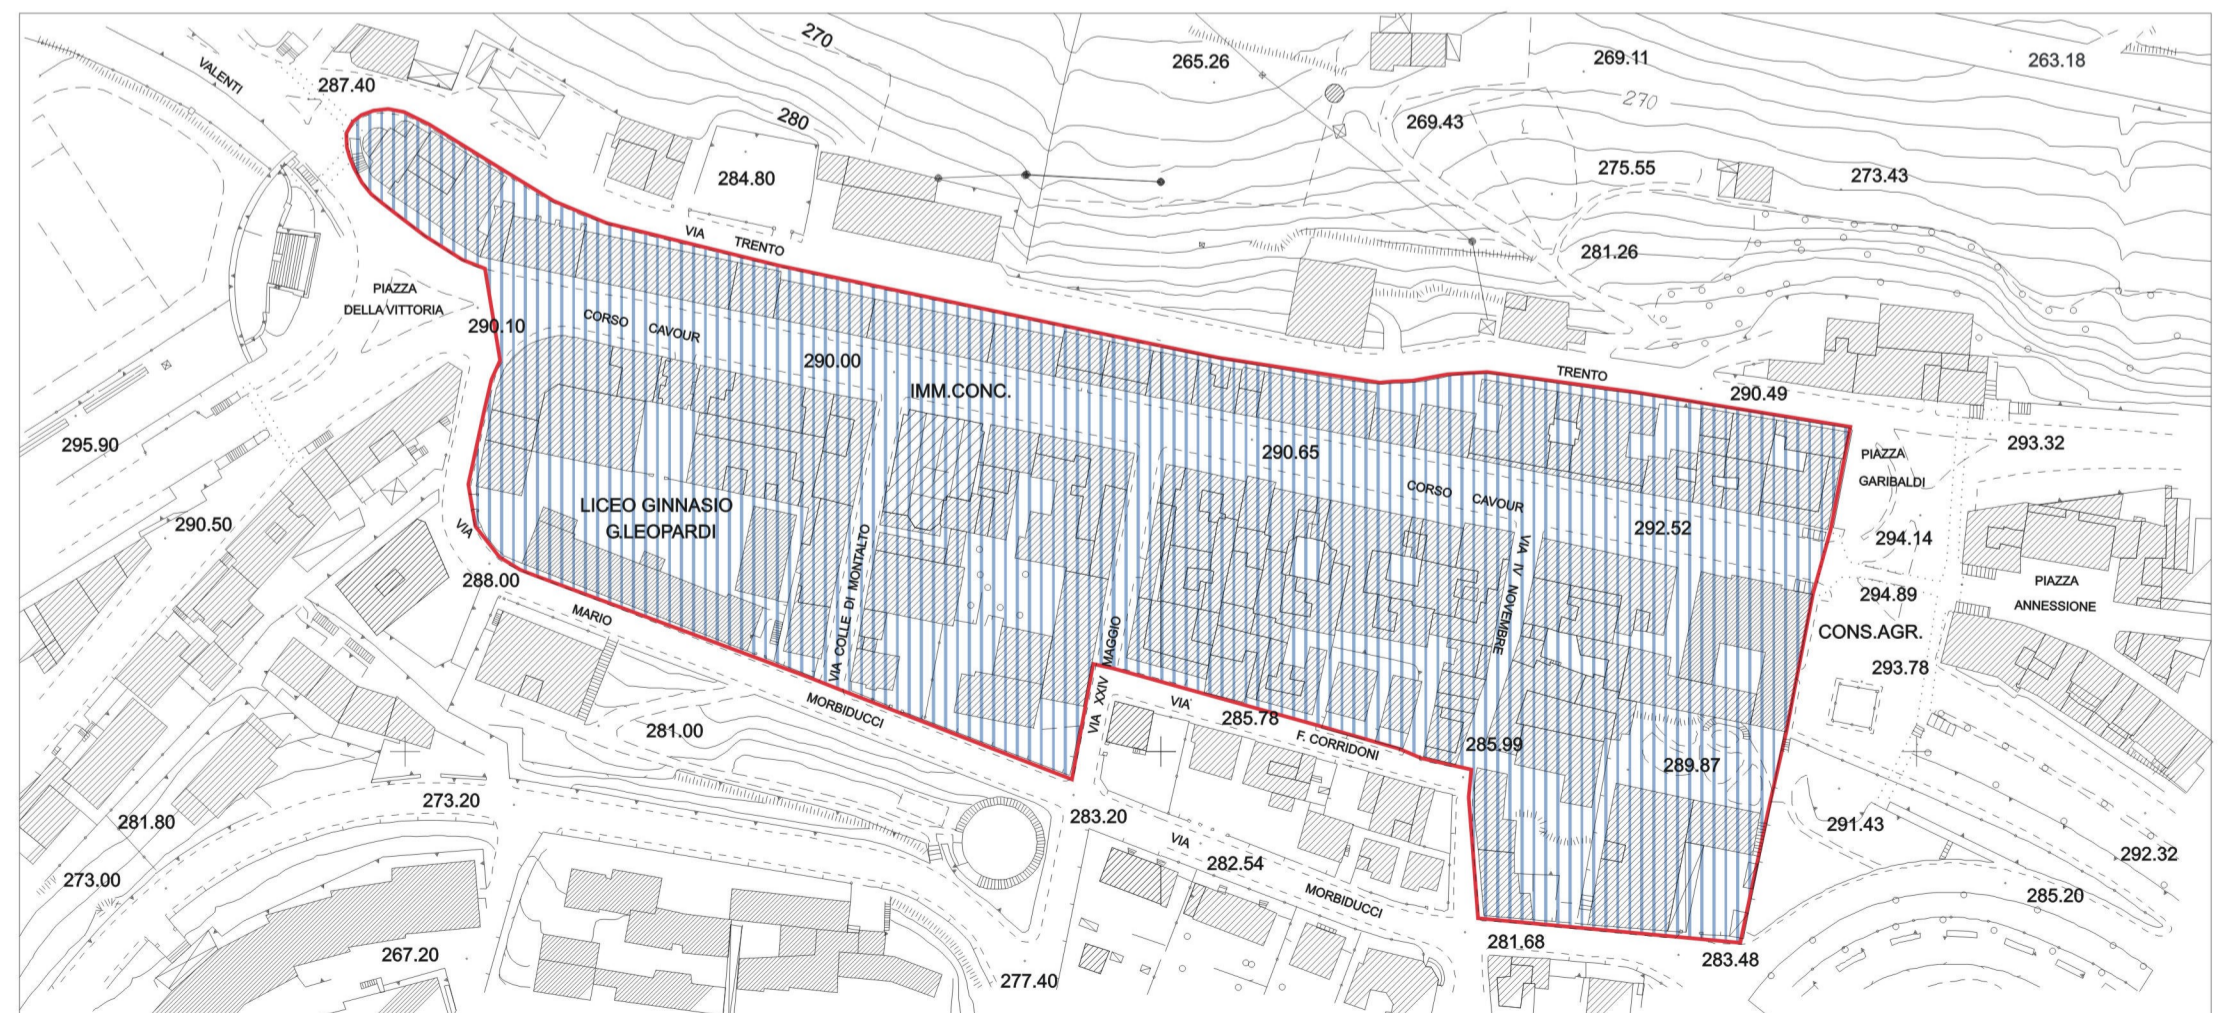 270
265.26
269.11
263.18
VALENTI
287.40
270
280
269.43
275.55
273.43
284.80
VIA TRENTO
281.26
PIAZZA
DELLA VITTORIA
290.10
CORSO CAVOUR
290.00
IMM.CONC.
TRENTO
290.49
295.90
290.65
293.32
PIAZZA
GARIBALDI
CORSO CAVOUR
LICEO GINNASIO
G.LEOPARDI
290.50
VIA
292.52
294.14
288.00
VIA COLLE DI MONTALTO
VIA IV NOVEMBRE
PIAZZA
ANNESSIONE
294.89
MARIO
CONS.AGR.
VIA XXIV MAGGIO
293.78
MORBIDUCCI
VIA
285.78
281.00
F. CORRIDONI
285.99
289.87
273.20
281.80
283.20
291.43
VIA
282.54
292.32
273.00
MORBIDUCCI
285.20
267.20
281.68
283.48
277.40